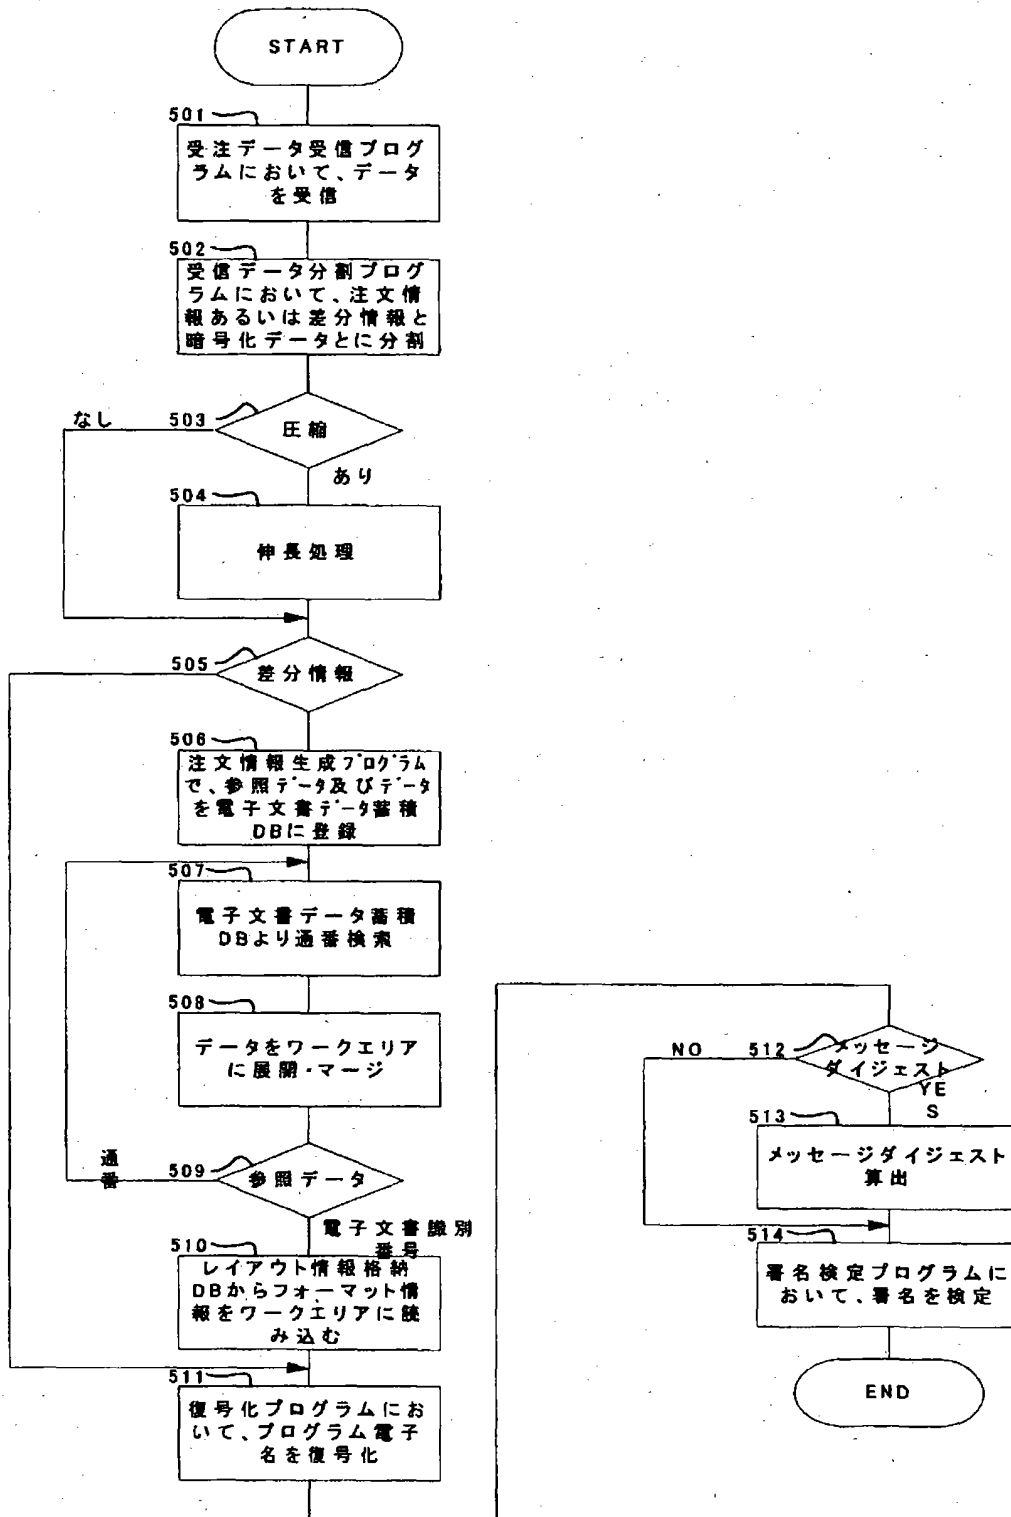 START
501
受注データ受信プログ
ラムにおいて、データ
を受信
502
受信データ分割プログ
ラムにおいて、注文情
報あるいは差分情報と
暗号化データとに分割
なし
503
圧縮
あり
504
伸長処理
505
差分情報
506
注文情報生成プログラム
で、参照データ及びデータ
を電子文書データ蓄積
DBに登録
507
電子文書データ蓄積
DBより通番検索
508
データをワークエリア
に展開・マージ
通
番
509
参照データ
電子文書識別
番号
510
レイアウト情報格納
DBからフォーマット情
報をワークエリアに読
み込む
511
復号化プログラムにお
いて、プログラム電子
名を復号化
NO
512
メッセージ
ダイジェスト
YE
S
513
メッセージダイジェスト
算出
514
署名検定プログラムに
おいて、署名を検定
END